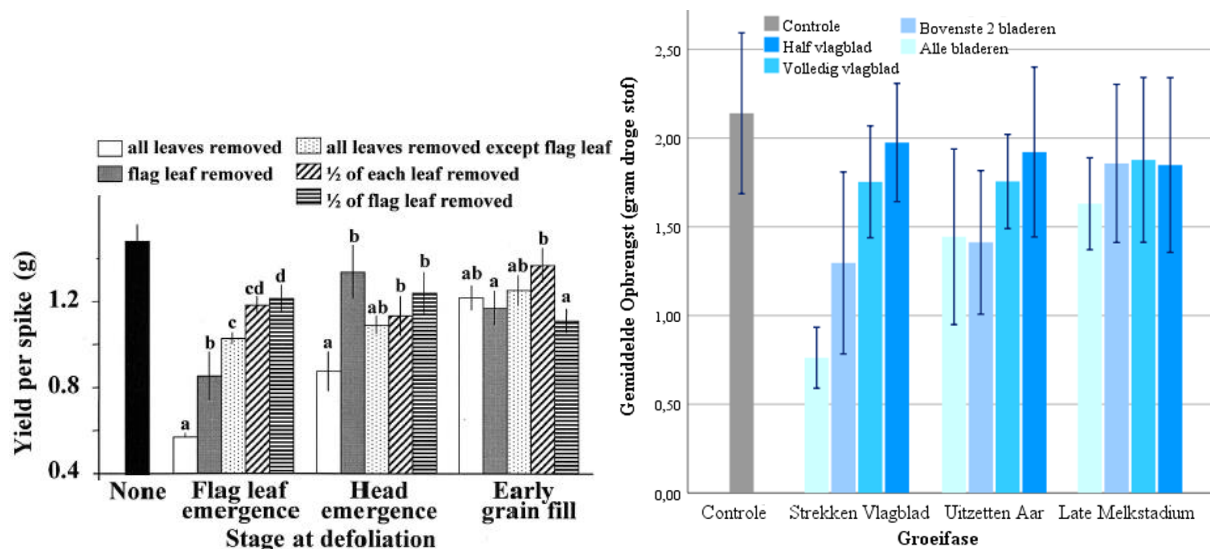 all leaves removed
all leaves removed except flag leaf
flag leaf removed
½ of each leaf removed
½ of flag leaf removed
Yield per spike (g)
1.2
0.8
0.4
a
b
c
cd
d
a
b
ab
b
b
ab
a
ab
b
a
None
Flag leaf emergence
Head emergence
Early grain fill
Stage at defoliation
Controle
Half vlagblad
Volledig vlagblad
Bovenste 2 bladeren
Alle bladeren
Gemiddelde Opbrengst (gram droge stof)
2,50
2,00
1,50
1,00
0,50
0,00
Controle
Strekken Vlagblad
Uitzetten Aar
Late Melkstadium
Groeifase